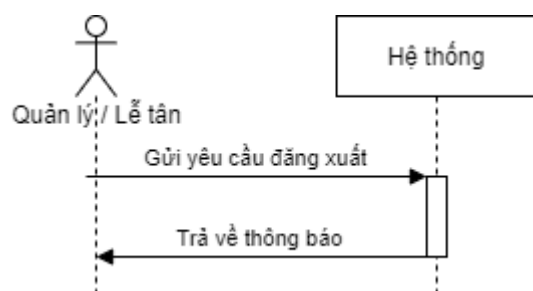 Hệ thống
Quản lý / Lễ tân
Gửi yêu cầu đăng xuất
Trả về thông báo